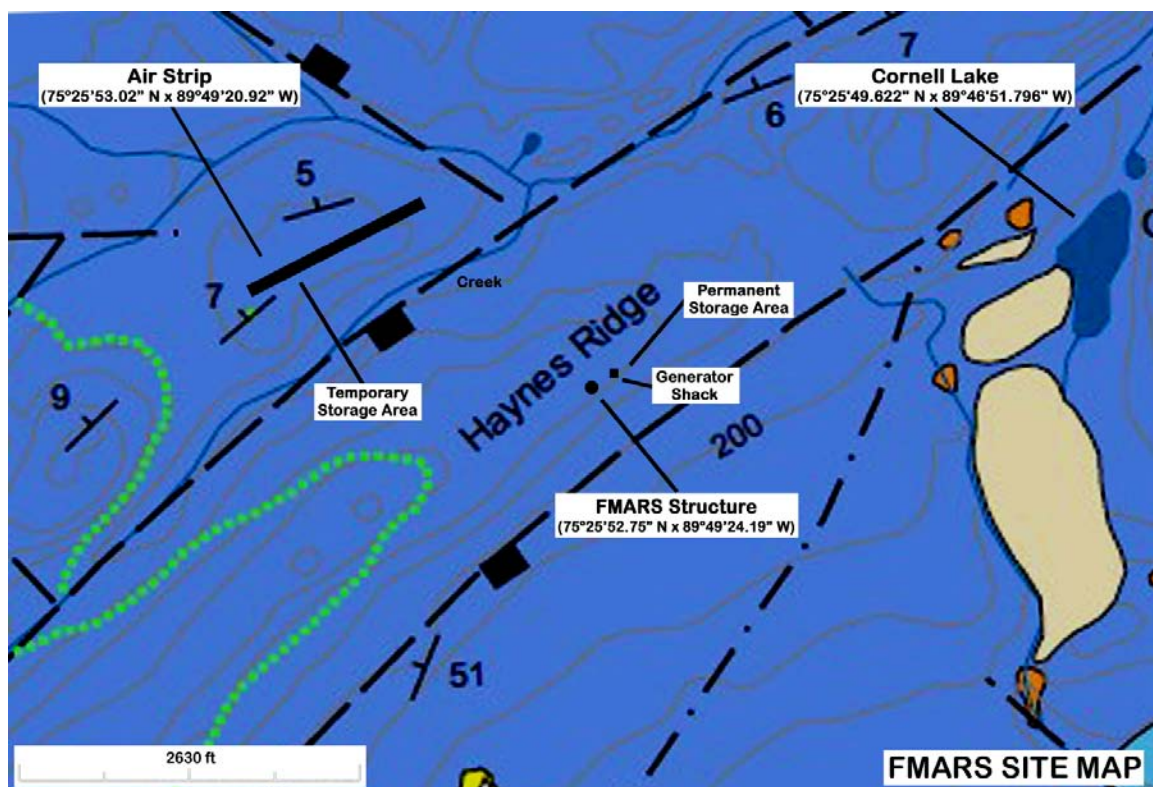 Air Strip
(75°25'53.02" N x 89°49'20.92" W)
7
Cornell Lake
(75°25'49.622" N x 89°46'51.796" W)
6
5
Creek
7
Permanent
Storage Area
Haynes Ridge
Temporary
Storage Area
Generator
Shack
9
200
FMARS Structure
(75°25'52.75" N x 89°49'24.19" W)
51
2630 ft
FMARS SITE MAP